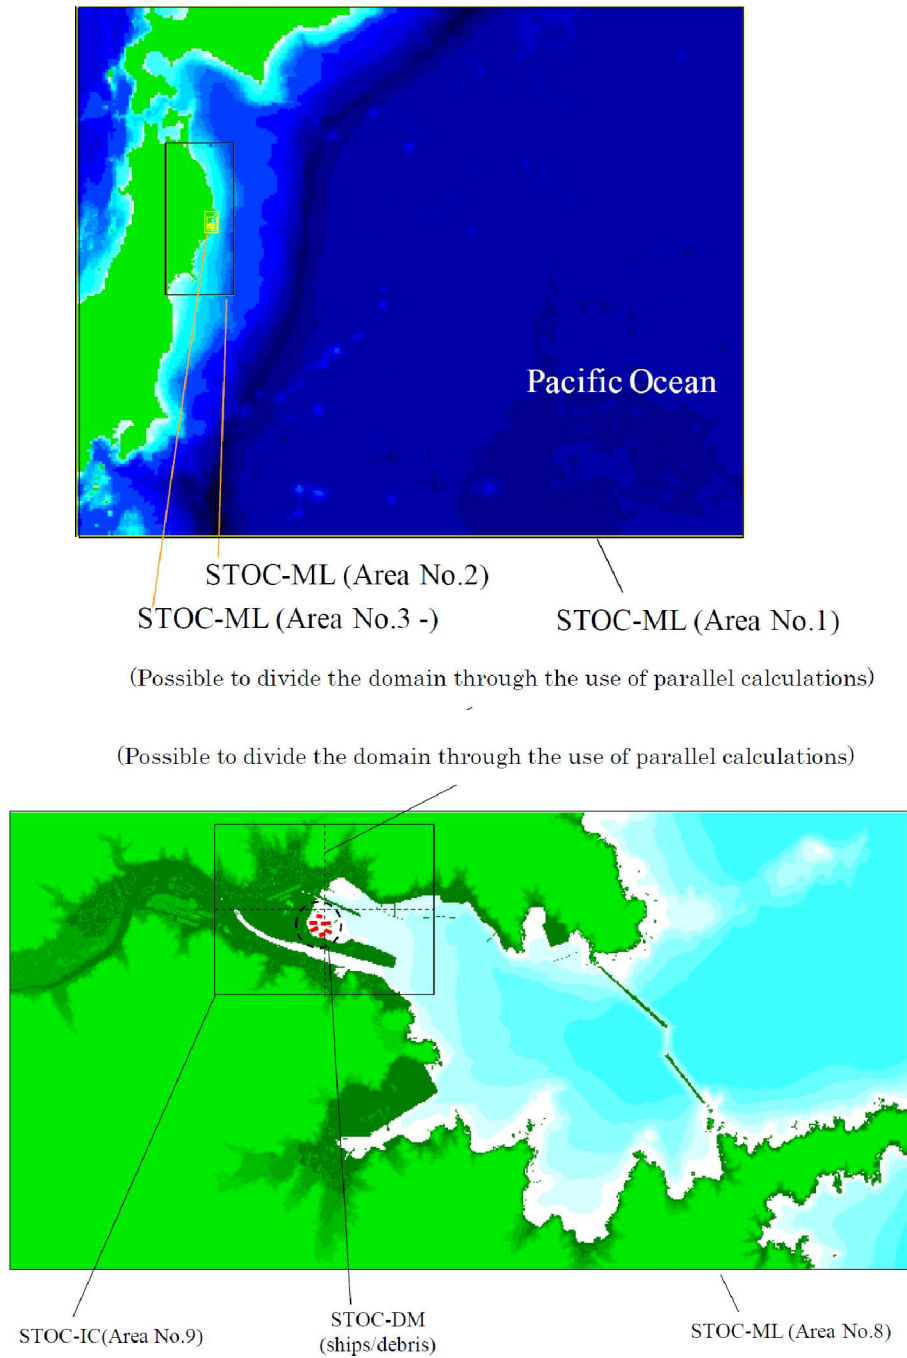 Pacific Ocean
STOC-ML (Area No.2)
STOC-ML (Area No.3 -)
STOC-ML (Area No.1)
(Possible to divide the domain through the use of parallel calculations)
(Possible to divide the domain through the use of parallel calculations)
STOC-IC(Area No.9)
STOC-DM
(ships/debris)
STOC-ML (Area No.8)